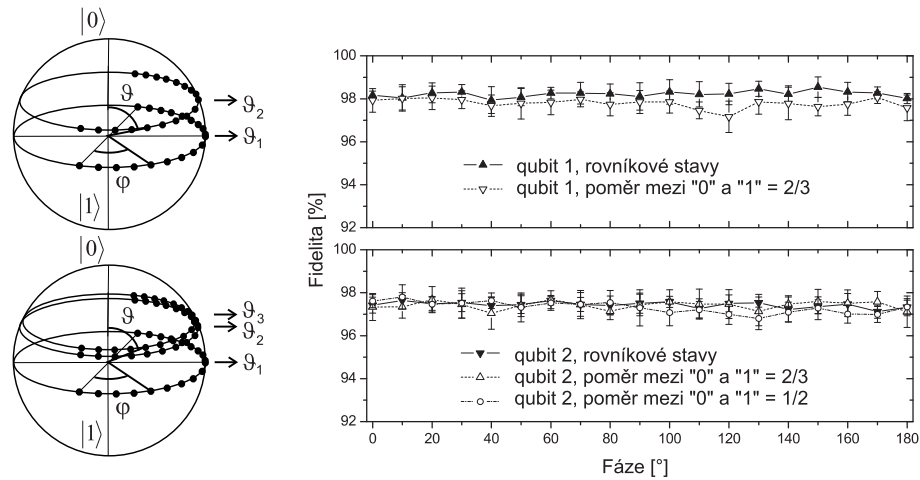 |0⟩
ϑ
ϑ₂
ϑ₁
φ
|1⟩
|0⟩
ϑ
ϑ₃
ϑ₂
ϑ₁
φ
|1⟩
Fidelita [%]
100
98
96
94
92
qubit 1, rovníkové stavy
qubit 1, poměr mezi "0" a "1" = 2/3
100
98
96
94
92
qubit 2, rovníkové stavy
qubit 2, poměr mezi "0" a "1" = 2/3
qubit 2, poměr mezi "0" a "1" = 1/2
0 20 40 60 80 100 120 140 160 180
Fáze [°]